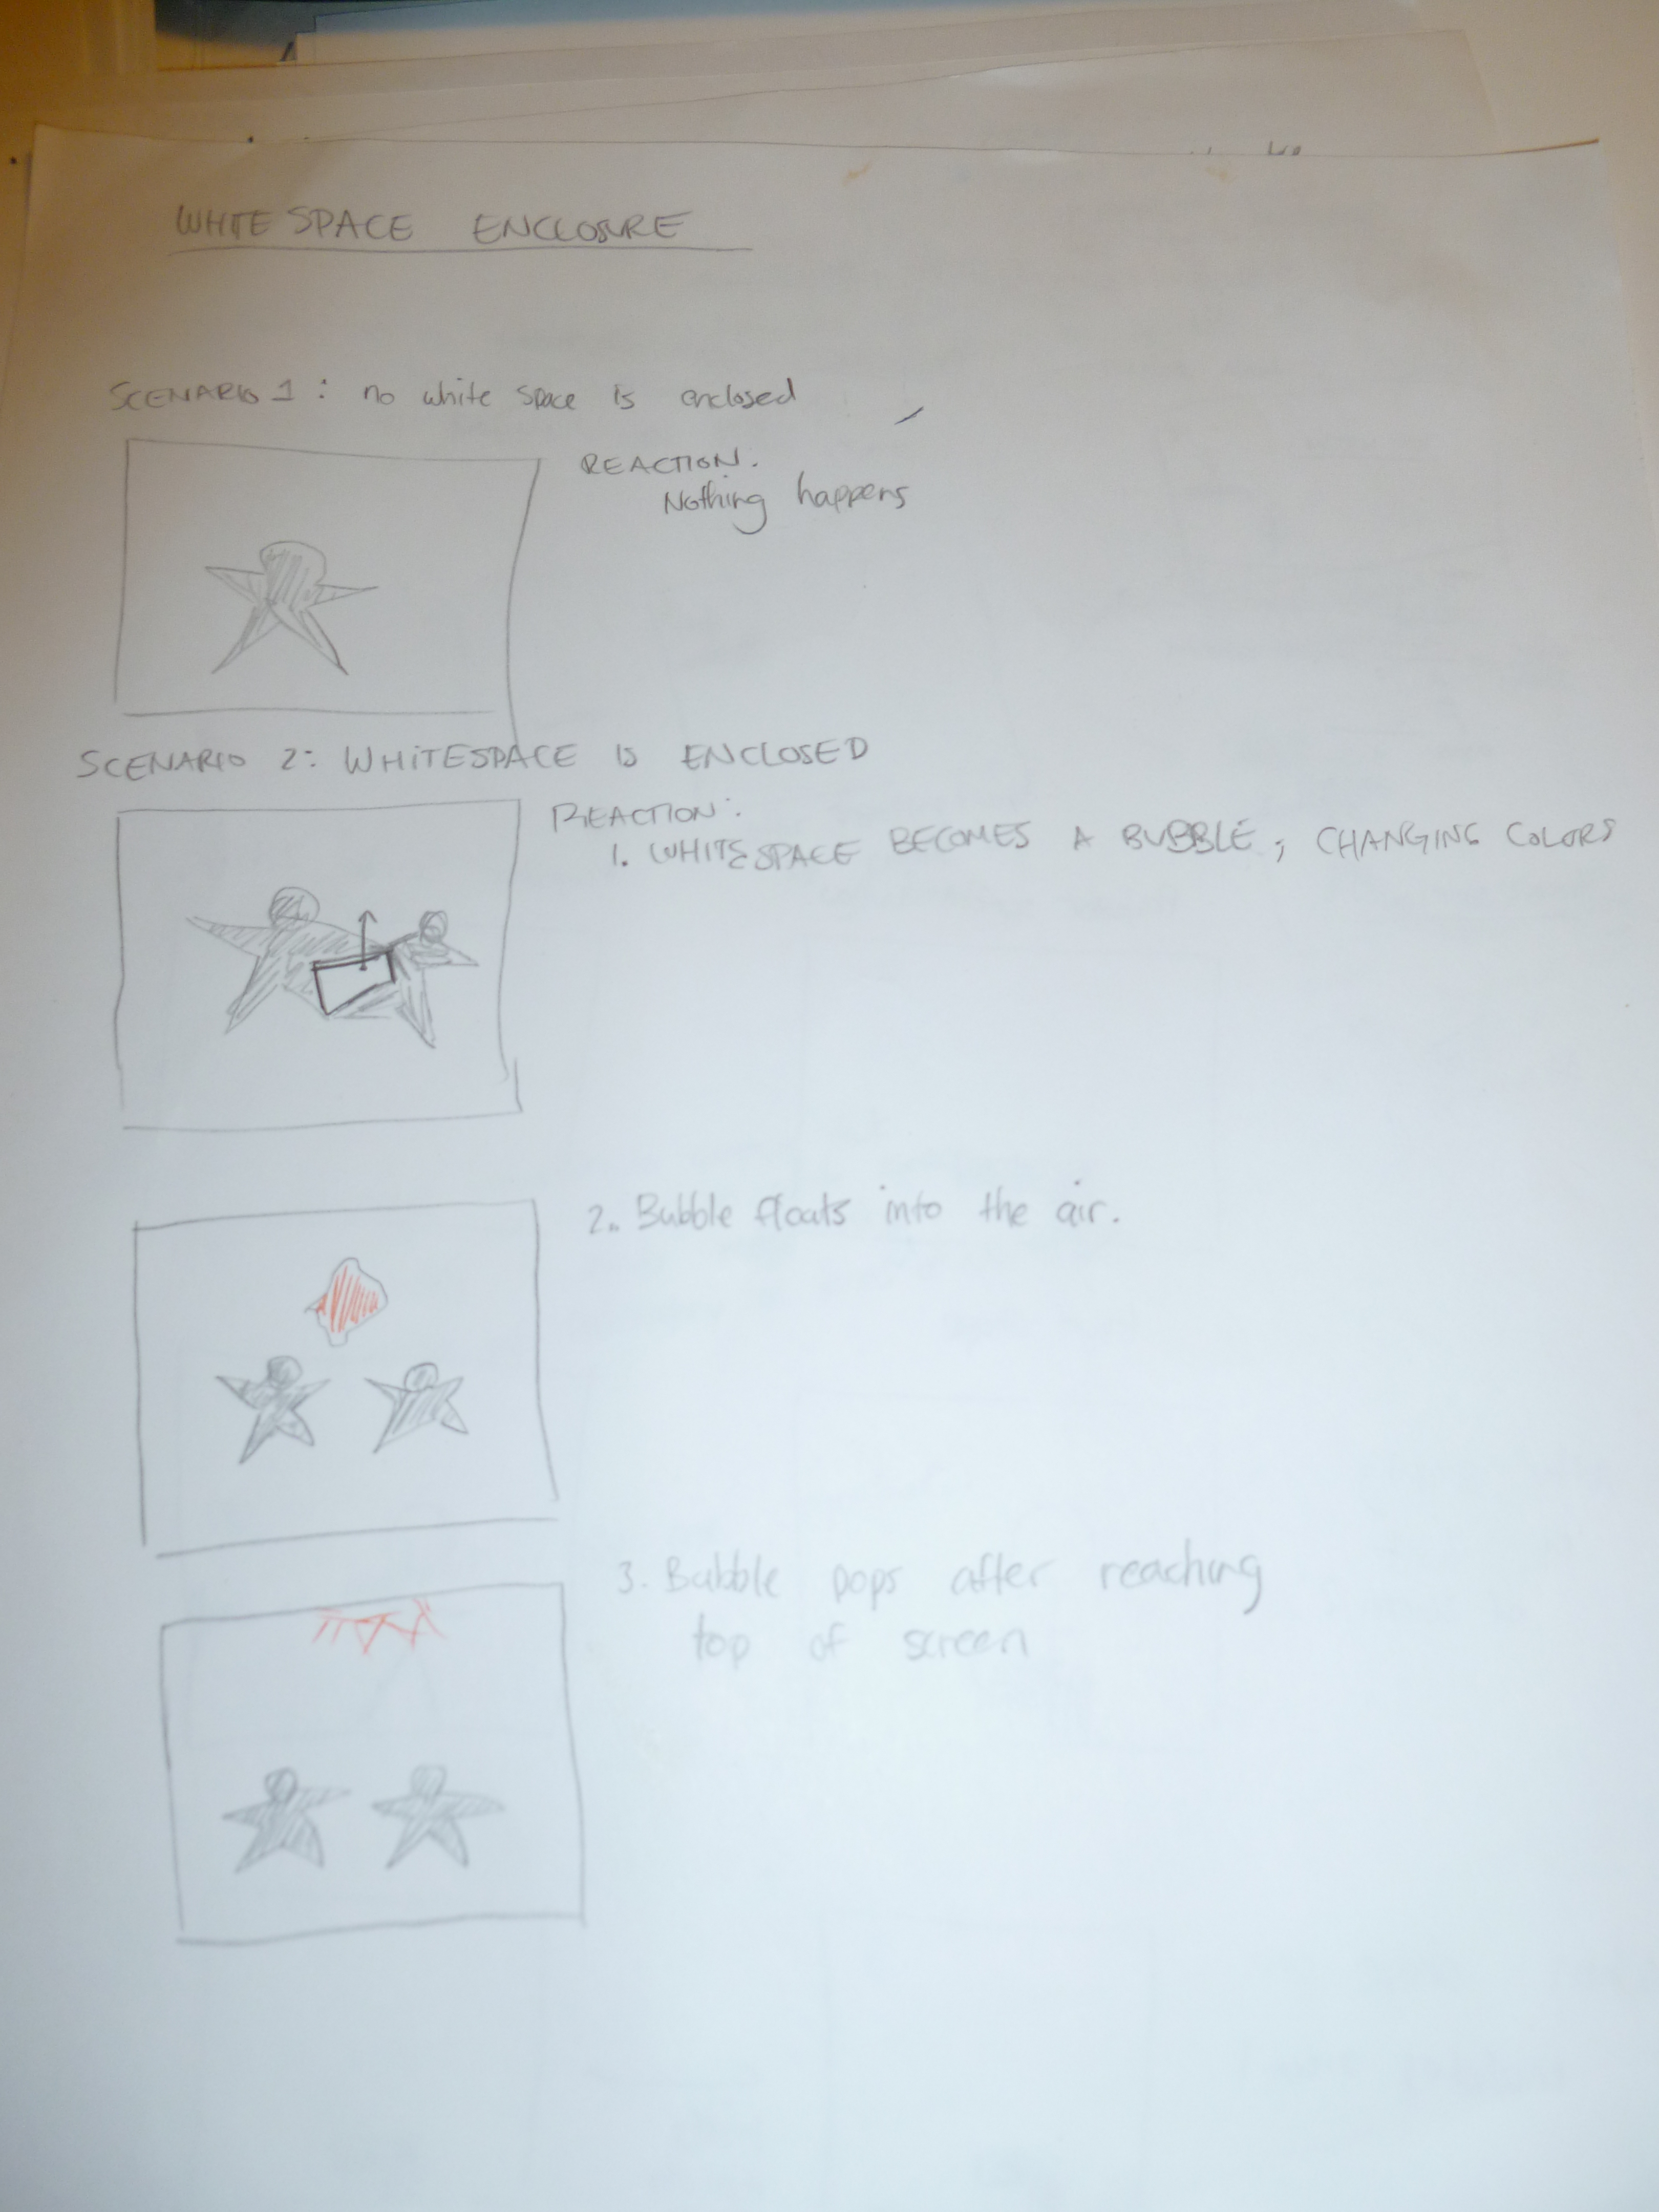 WHITE SPACE ENCLOSURE
SCENARIO 1: no white space is enclosed
REACTION.
Nothing happens
SCENARIO 2: WHITESPACE IS ENCLOSED
REACTION:
1. WHITESPACE BECOMES A BUBBLE; CHANGING COLORS
2. Bubble floats into the air.
3. Bubble pops after reaching
top of screen